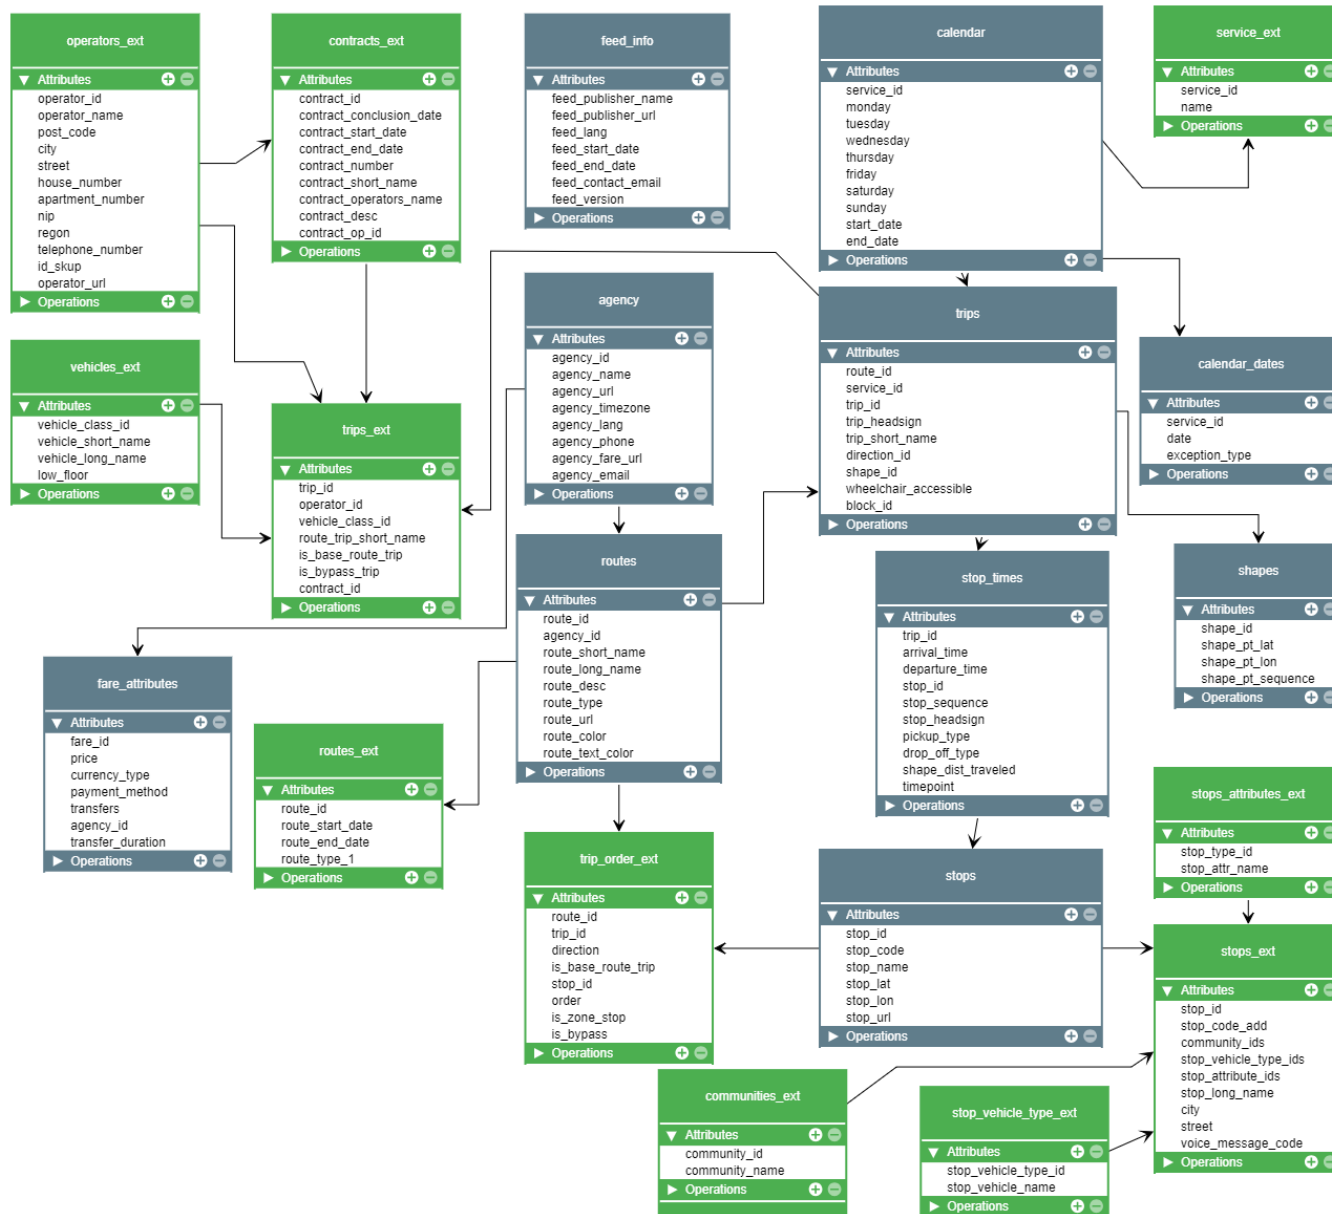 operators_ext
Attributes
operator_id
operator_name
post_code
city
street
house_number
apartment_number
nip
regon
telephone_number
id_skup
operator_url
Operations
contracts_ext
Attributes
contract_id
contract_conclusion_date
contract_start_date
contract_end_date
contract_number
contract_short_name
contract_operators_name
contract_desc
contract_op_id
Operations
feed_info
Attributes
feed_publisher_name
feed_publisher_url
feed_lang
feed_start_date
feed_end_date
feed_contact_email
feed_version
Operations
calendar
Attributes
service_id
monday
tuesday
wednesday
thursday
friday
saturday
sunday
start_date
end_date
Operations
service_ext
Attributes
service_id
name
Operations
vehicles_ext
Attributes
vehicle_class_id
vehicle_short_name
vehicle_long_name
low_floor
Operations
trips_ext
Attributes
trip_id
operator_id
vehicle_class_id
route_trip_short_name
is_base_route_trip
is_bypass_trip
contract_id
Operations
agency
Attributes
agency_id
agency_name
agency_url
agency_timezone
agency_lang
agency_phone
agency_fare_url
agency_email
Operations
trips
Attributes
route_id
service_id
trip_id
trip_headsign
trip_short_name
direction_id
shape_id
wheelchair_accessible
block_id
Operations
calendar_dates
Attributes
service_id
date
exception_type
Operations
fare_attributes
Attributes
fare_id
price
currency_type
payment_method
transfers
agency_id
transfer_duration
Operations
routes_ext
Attributes
route_id
route_start_date
route_end_date
route_type_1
Operations
routes
Attributes
route_id
agency_id
route_short_name
route_long_name
route_desc
route_type
route_url
route_color
route_text_color
Operations
stop_times
Attributes
trip_id
arrival_time
departure_time
stop_id
stop_sequence
stop_headsign
pickup_type
drop_off_type
shape_dist_traveled
timepoint
Operations
shapes
Attributes
shape_id
shape_pt_lat
shape_pt_lon
shape_pt_sequence
Operations
trip_order_ext
Attributes
route_id
trip_id
direction
is_base_route_trip
stop_id
order
is_zone_stop
is_bypass
Operations
stops
Attributes
stop_id
stop_code
stop_name
stop_lat
stop_lon
stop_url
Operations
stops_attributes_ext
Attributes
stop_type_id
stop_attr_name
Operations
stops_ext
Attributes
stop_id
stop_code_add
community_ids
stop_vehicle_type_ids
stop_attribute_ids
stop_long_name
city
street
voice_message_code
Operations
communities_ext
Attributes
community_id
community_name
Operations
stop_vehicle_type_ext
Attributes
stop_vehicle_type_id
stop_vehicle_name
Operations